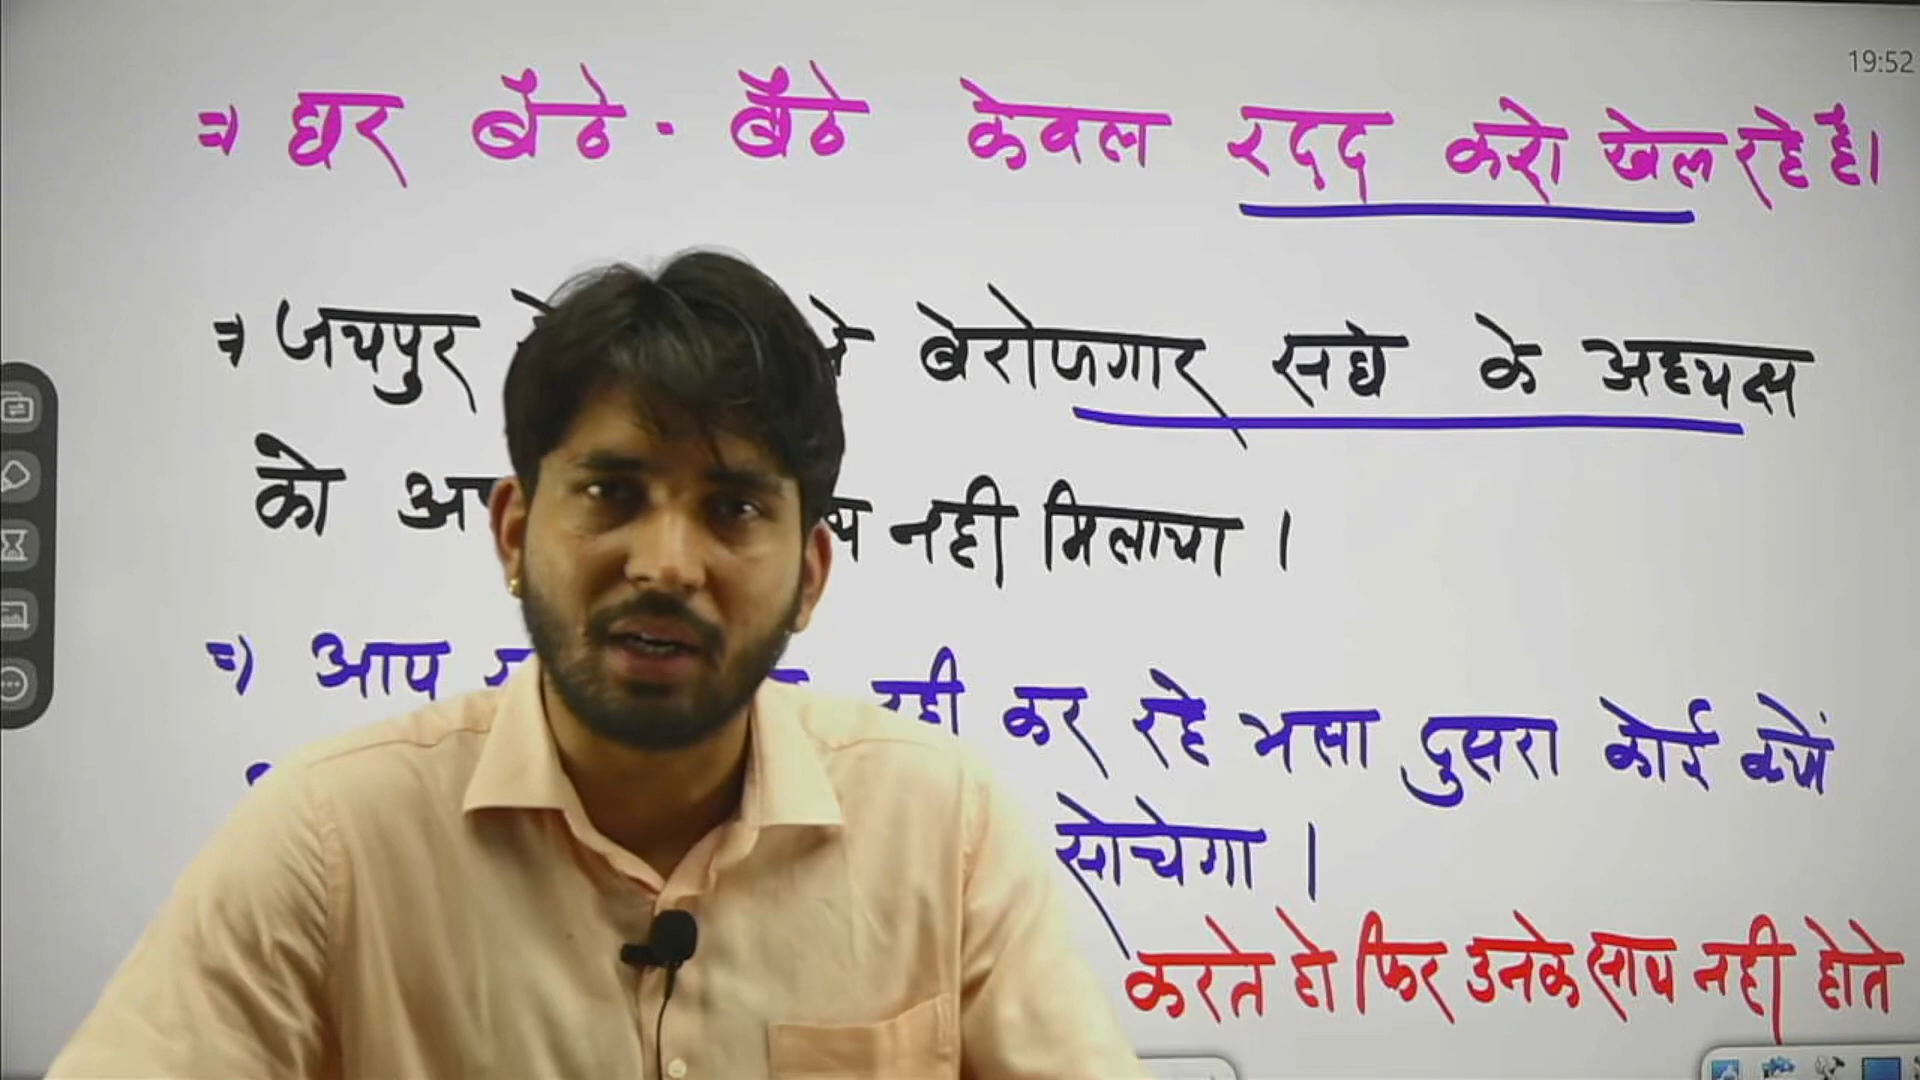 19:52
⇒ घर बैठे - बैठे केवल रदद करो खेल रहे हैं।
⇒ जयपुर बेरोजगार सघं के अध्यक्ष
को नही मिलाया ।
⇒ आप कर रहे भला दुसरा कोई क्यों
सोचेगा ।
करते हो फिर उनके साथ नही होते